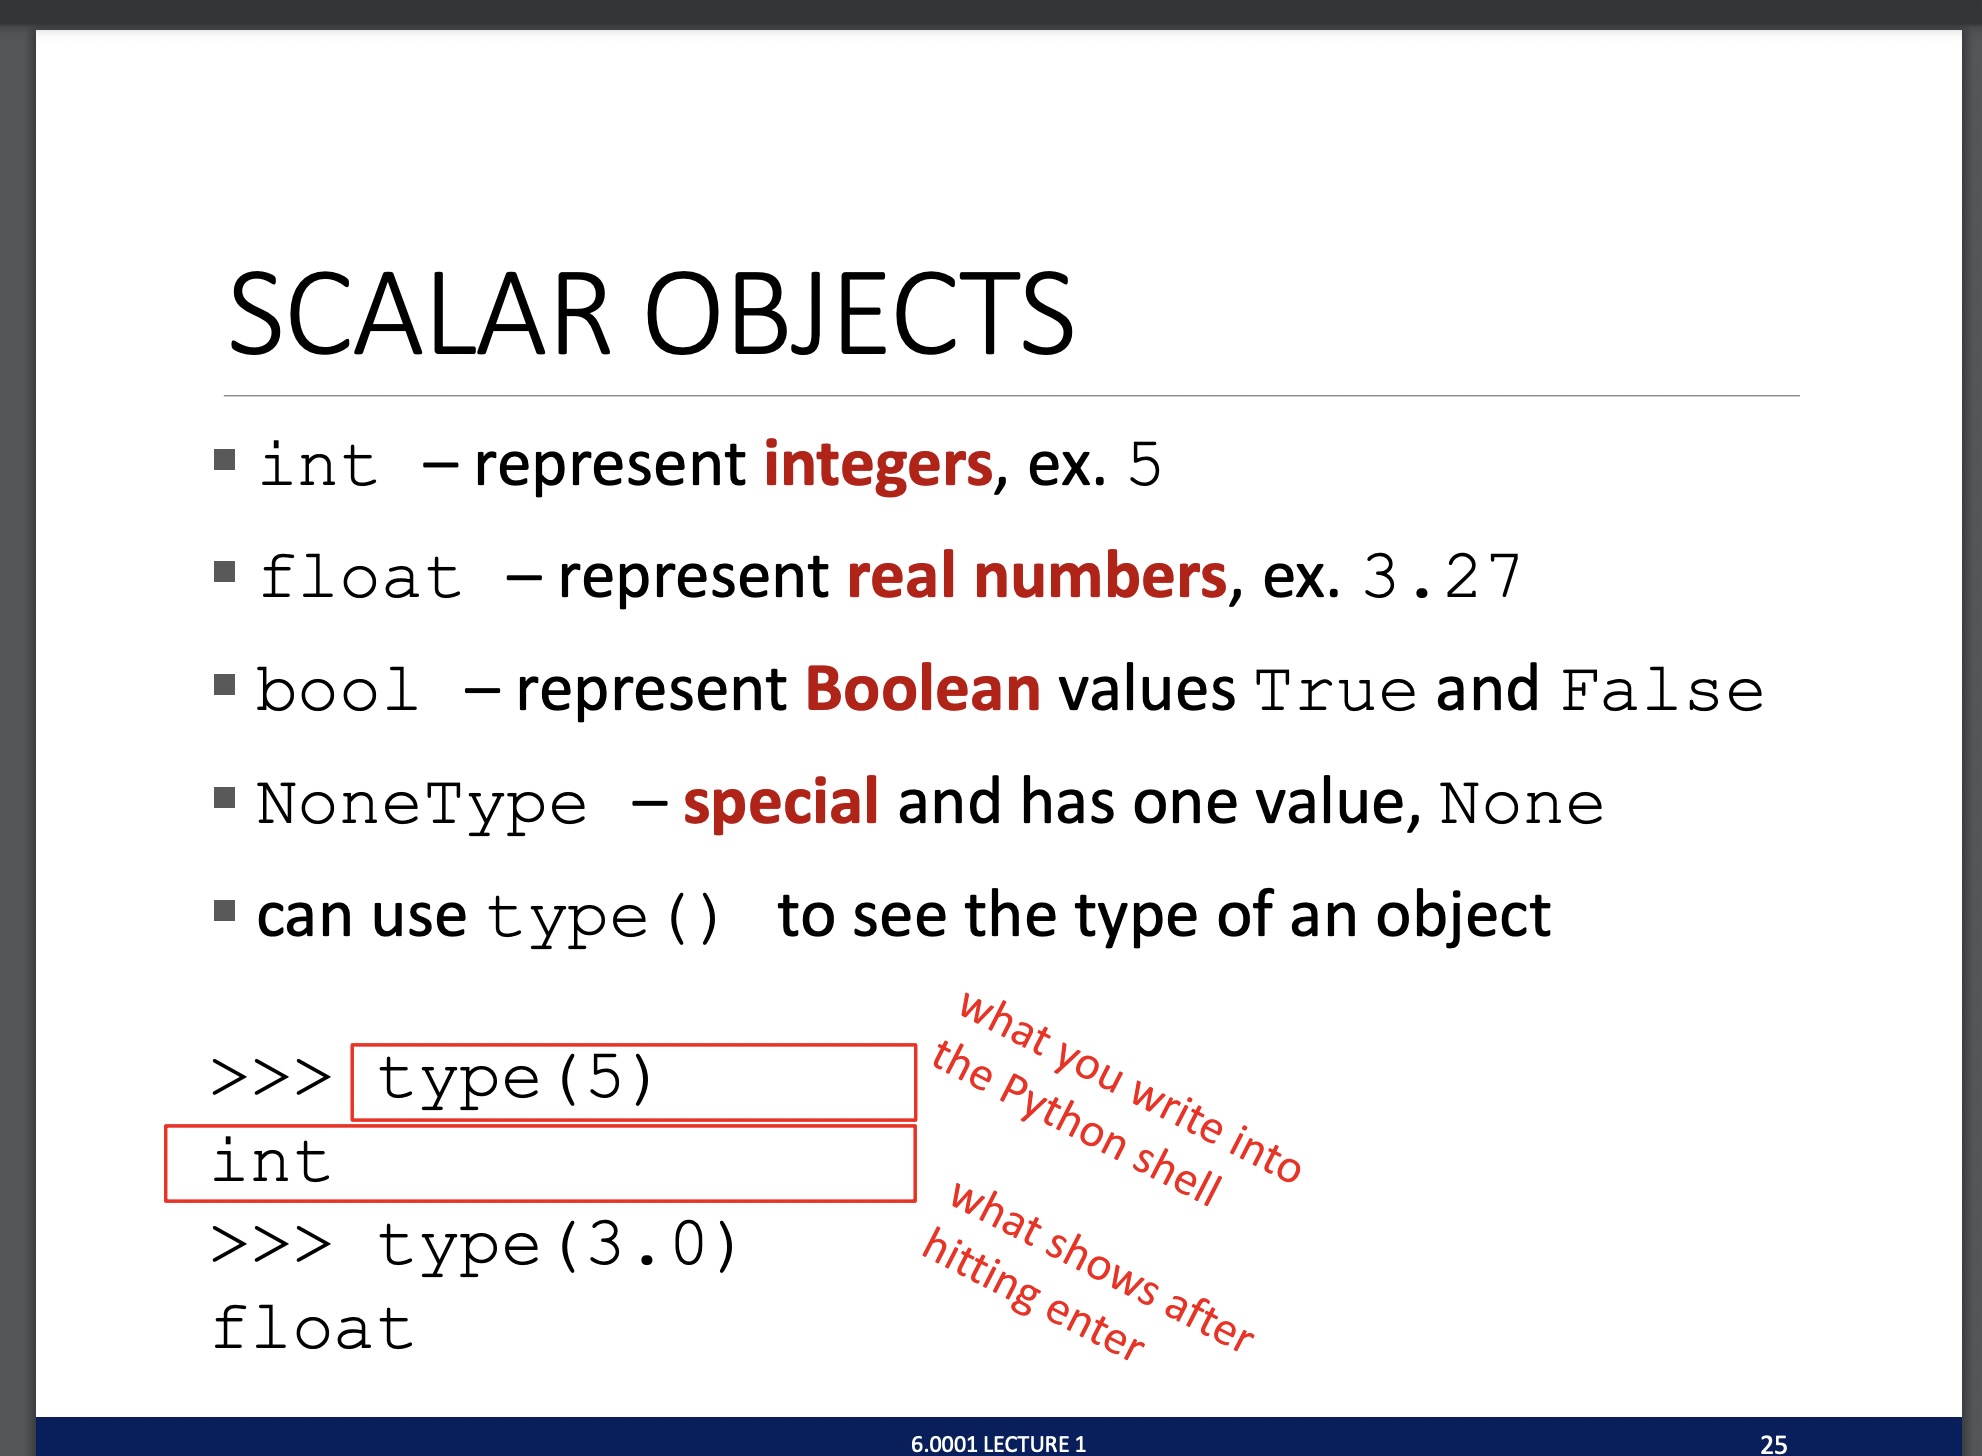 SCALAR OBJECTS
▪ int – represent integers, ex. 5
▪ float – represent real numbers, ex. 3.27
▪ bool – represent Boolean values True and False
▪ NoneType – special and has one value, None
▪ can use type() to see the type of an object
>>> type(5)
int
>>> type(3.0)
float
what you write into
the Python shell
what shows after
hitting enter
6.0001 LECTURE 1
25